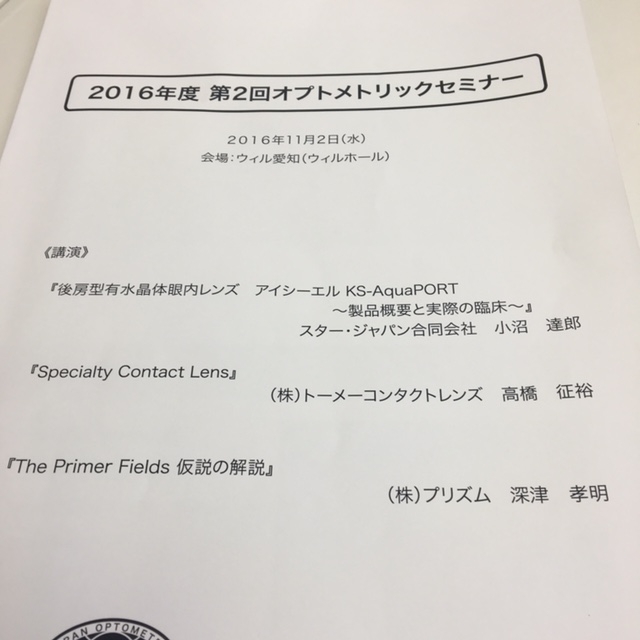 2016年度 第2回オプトメトリックセミナー
2016年11月2日(水)
会場:ウィル愛知(ウィルホール)
《講演》
『後房型有水晶体眼内レンズ　アイシーエル KS-AquaPORT
～製品概要と実際の臨床～』
スター・ジャパン合同会社　小沼　達郎
『Specialty Contact Lens』
(株)トーメーコンタクトレンズ　高橋　征裕
『The Primer Fields 仮説の解説』
(株)プリズム　深津　孝明